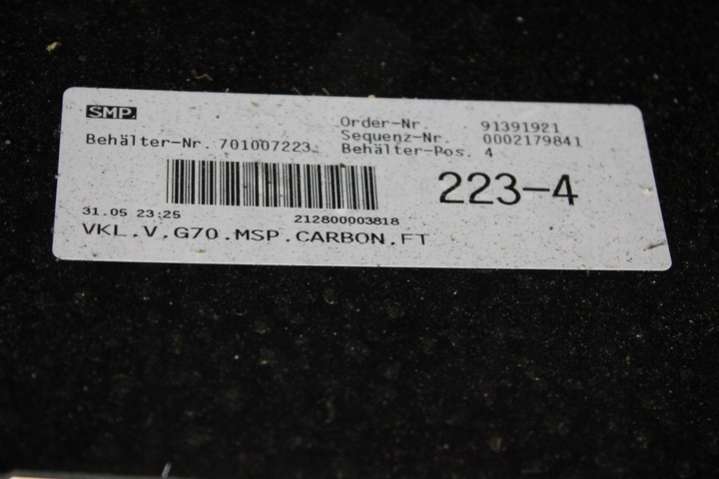 SMP.
Order-Nr. 91391921
Sequenz-Nr. 0002179841
Behälter-Nr. 701007223
Behälter-Pos. 4
223-4
31.05 23:25
212800003818
VKL.V.G70.MSP.CARBON.FT